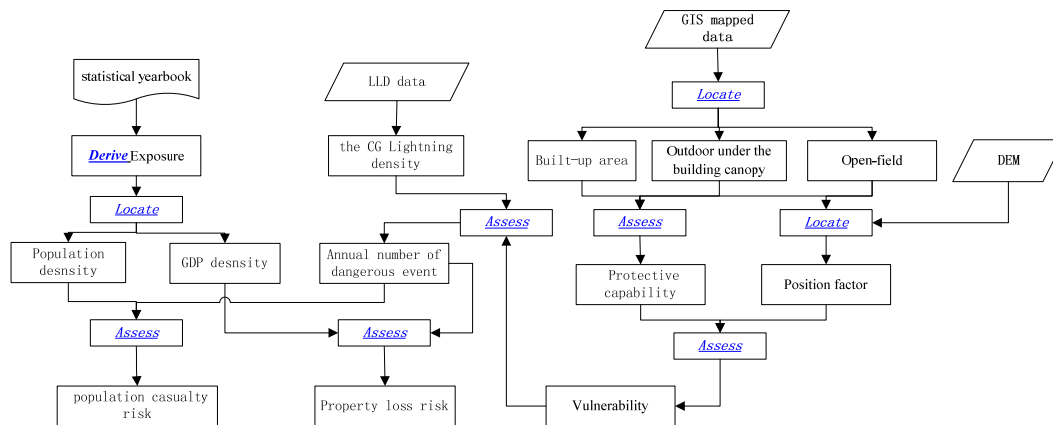 GIS mapped
data
statistical yearbook
LLD data
Locate
Derive Exposure
the CG Lightning
density
Built-up area
Outdoor under the
building canopy
Open-field
DEM
Locate
Assess
Assess
Locate
Population
desnsity
GDP desnsity
Annual number of
dangerous event
Protective
capability
Position factor
Assess
Assess
Assess
population casualty
risk
Property loss risk
Vulnerability